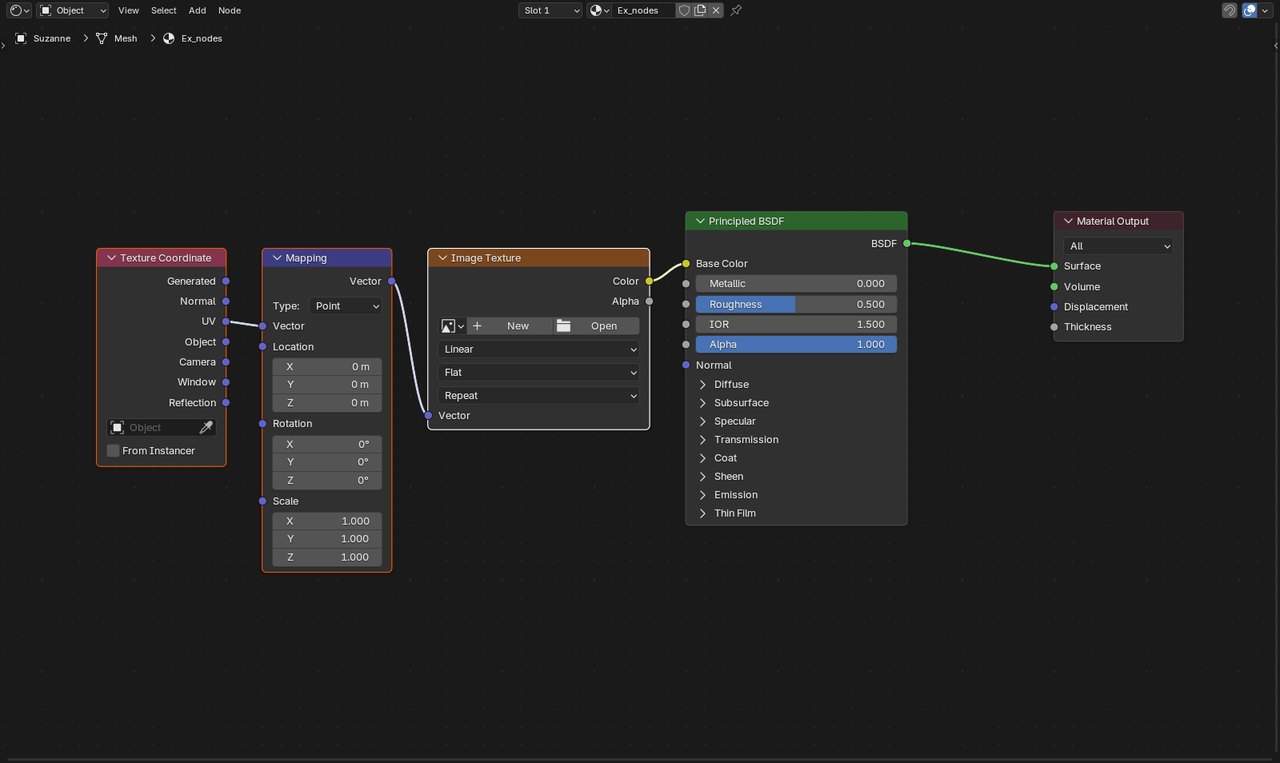 Object View Select Add Node Slot 1 Ex_nodes
Suzanne Mesh Ex_nodes
Texture Coordinate
Generated
Normal
UV
Object
Camera
Window
Reflection
Object
From Instancer
Mapping
Vector
Type: Point
Vector
Location
X 0 m
Y 0 m
Z 0 m
Rotation
X 0°
Y 0°
Z 0°
Scale
X 1.000
Y 1.000
Z 1.000
Image Texture
Color
Alpha
New Open
Linear
Flat
Repeat
Vector
Principled BSDF
BSDF
Base Color
Metallic 0.000
Roughness 0.500
IOR 1.500
Alpha 1.000
Normal
Diffuse
Subsurface
Specular
Transmission
Coat
Sheen
Emission
Thin Film
Material Output
All
Surface
Volume
Displacement
Thickness